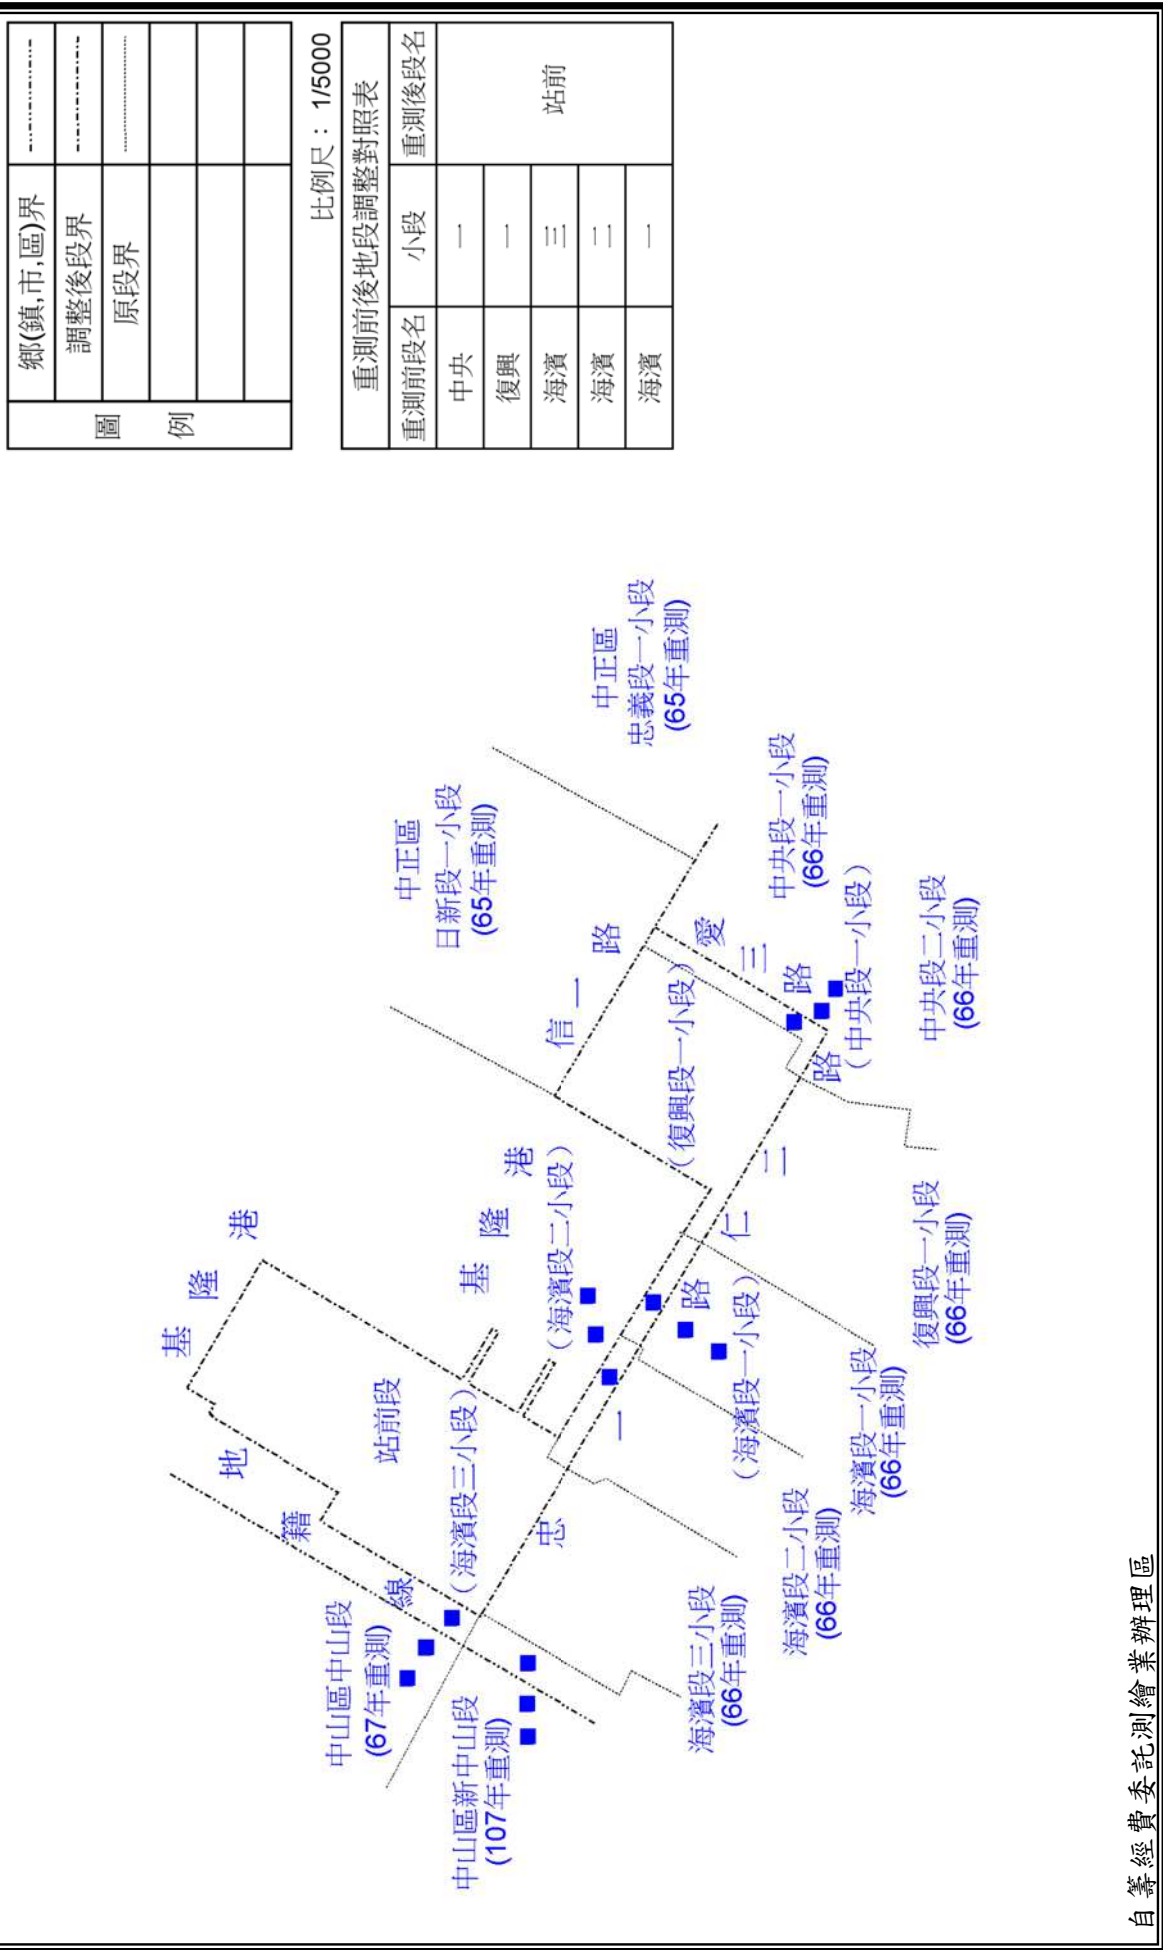 圖例
鄉(鎮,市,區)界
調整後段界
原段界
比例尺：1/5000
重測前後地段調整對照表
重測前段名 小段 重測後段名
中央 一 站前
復興 一
海濱 三
海濱 二
海濱 一
基隆港
基隆港
地籍線
站前段
信一路
愛三路
仁二路
忠一路
中正區
忠義段一小段
(65年重測)
中正區
日新段一小段
(65年重測)
中央段一小段
(66年重測)
（中央段一小段）
中央段二小段
(66年重測)
（復興段一小段）
復興段一小段
(66年重測)
（海濱段二小段）
（海濱段一小段）
海濱段一小段
(66年重測)
海濱段二小段
(66年重測)
（海濱段三小段）
海濱段三小段
(66年重測)
中山區中山段
(67年重測)
中山區新中山段
(107年重測)
自籌經費委託測繪業辦理區